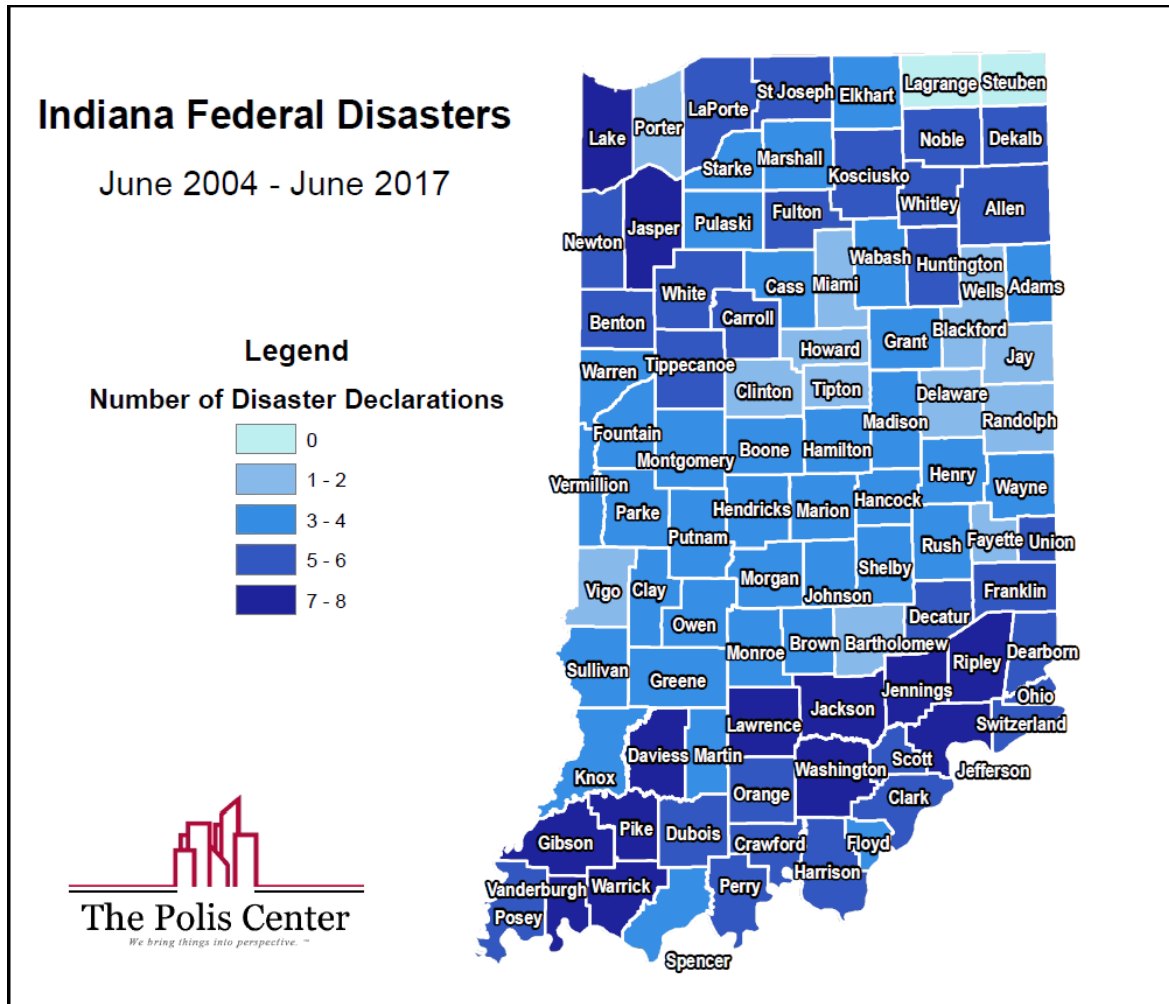 Indiana Federal Disasters
June 2004 - June 2017
Legend
Number of Disaster Declarations
0
1 - 2
3 - 4
5 - 6
7 - 8
The Polis Center
We bring things into perspective. ™
Lake
Porter
LaPorte
St Joseph
Elkhart
Lagrange
Steuben
Starke
Marshall
Kosciusko
Noble
Dekalb
Newton
Jasper
Pulaski
Fulton
Whitley
Allen
White
Cass
Miami
Wabash
Huntington
Wells
Adams
Benton
Carroll
Warren
Tippecanoe
Howard
Grant
Blackford
Jay
Clinton
Tipton
Fountain
Montgomery
Boone
Hamilton
Madison
Delaware
Randolph
Vermillion
Parke
Putnam
Hendricks
Marion
Hancock
Henry
Wayne
Vigo
Clay
Owen
Morgan
Johnson
Shelby
Rush
Fayette
Union
Sullivan
Greene
Monroe
Brown
Bartholomew
Decatur
Franklin
Knox
Daviess
Martin
Lawrence
Jackson
Jennings
Ripley
Dearborn
Ohio
Switzerland
Jefferson
Gibson
Pike
Dubois
Orange
Washington
Scott
Clark
Posey
Vanderburgh
Warrick
Spencer
Perry
Crawford
Harrison
Floyd